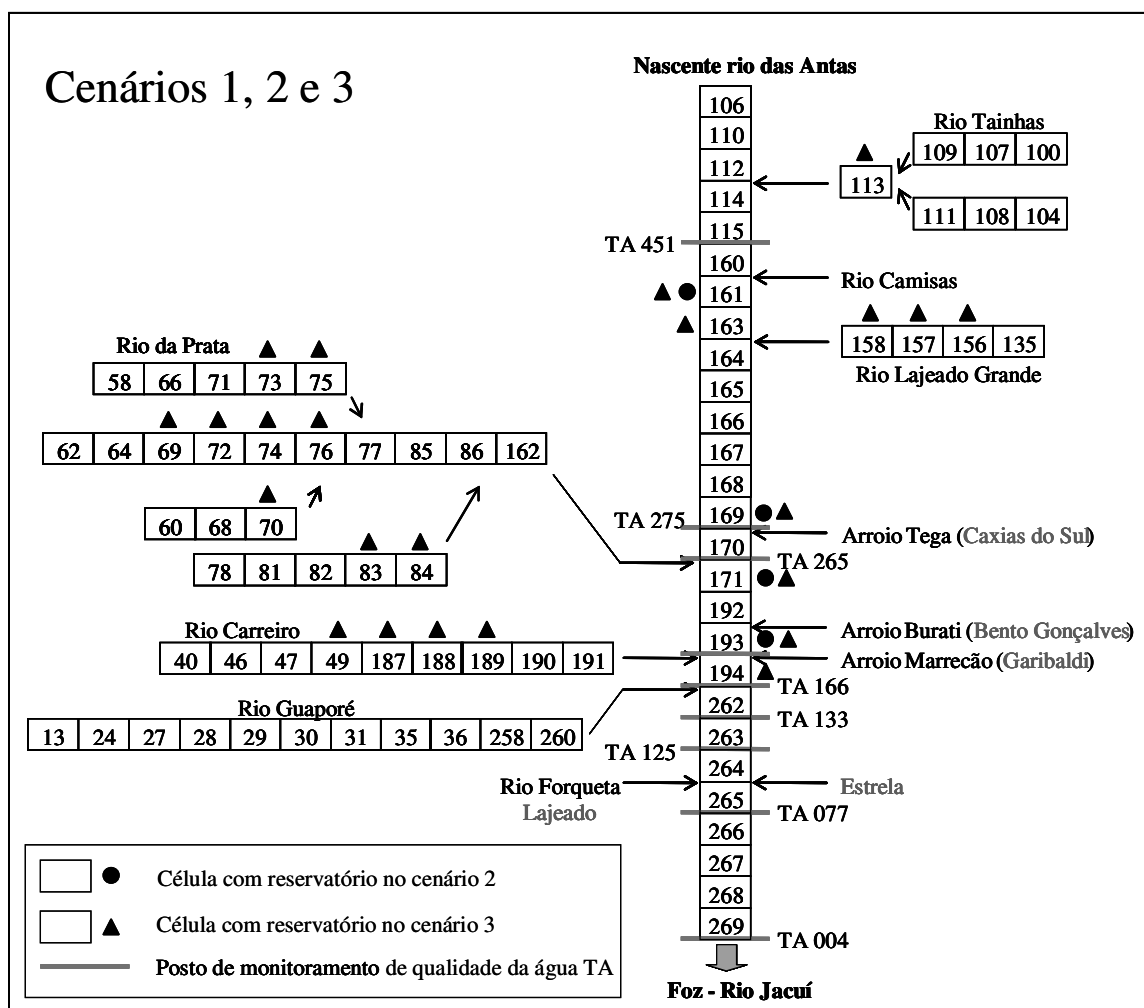 Cenários 1, 2 e 3
Nascente rio das Antas
106
110
112
114
115
160
161
163
164
165
166
167
168
169
170
171
192
193
194
262
263
264
265
266
267
268
269
Foz - Rio Jacuí
Rio Tainhas
109 107 100
113
111 108 104
TA 451
Rio Camisas
158 157 156 135
Rio Lajeado Grande
Rio da Prata
58 66 71 73 75
62 64 69 72 74 76 77 85 86 162
60 68 70
78 81 82 83 84
TA 275
Arroio Tega (Caxias do Sul)
TA 265
Rio Carreiro
40 46 47 49 187 188 189 190 191
Arroio Burati (Bento Gonçalves)
Arroio Marrecão (Garibaldi)
TA 166
Rio Guaporé
13 24 27 28 29 30 31 35 36 258 260
TA 133
TA 125
Rio Forqueta
Lajeado
Estrela
TA 077
TA 004
Célula com reservatório no cenário 2
Célula com reservatório no cenário 3
Posto de monitoramento de qualidade da água TA